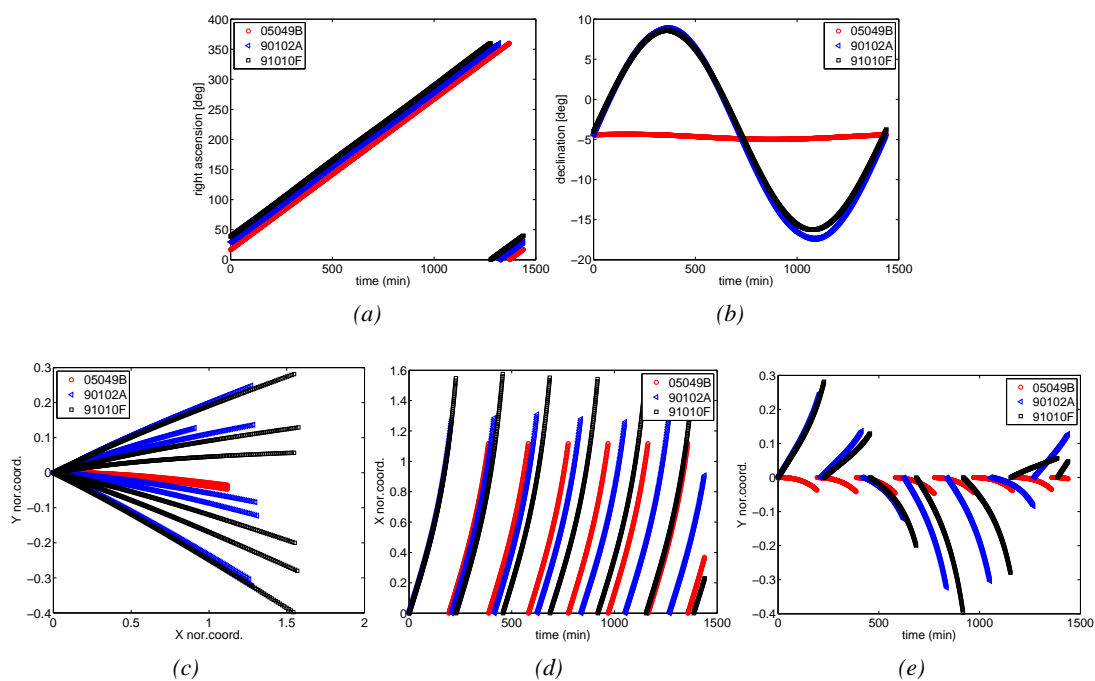 400
350
300
250
200
150
100
50
0
0 500 1000 1500
right ascension [deg]
time (min)
05049B
90102A
91010F
(a)
10
5
0
−5
−10
−15
−20
0 500 1000 1500
declination [deg]
time (min)
05049B
90102A
91010F
(b)
0.3
0.2
0.1
0
−0.1
−0.2
−0.3
−0.4
0 0.5 1 1.5 2
Y nor.coord.
X nor.coord.
05049B
90102A
91010F
(c)
1.6
1.4
1.2
1
0.8
0.6
0.4
0.2
0
0 500 1000 1500
X nor.coord.
time (min)
05049B
90102A
91010F
(d)
0.3
0.2
0.1
0
−0.1
−0.2
−0.3
−0.4
0 500 1000 1500
Y nor.coord.
time (min)
05049B
90102A
91010F
(e)